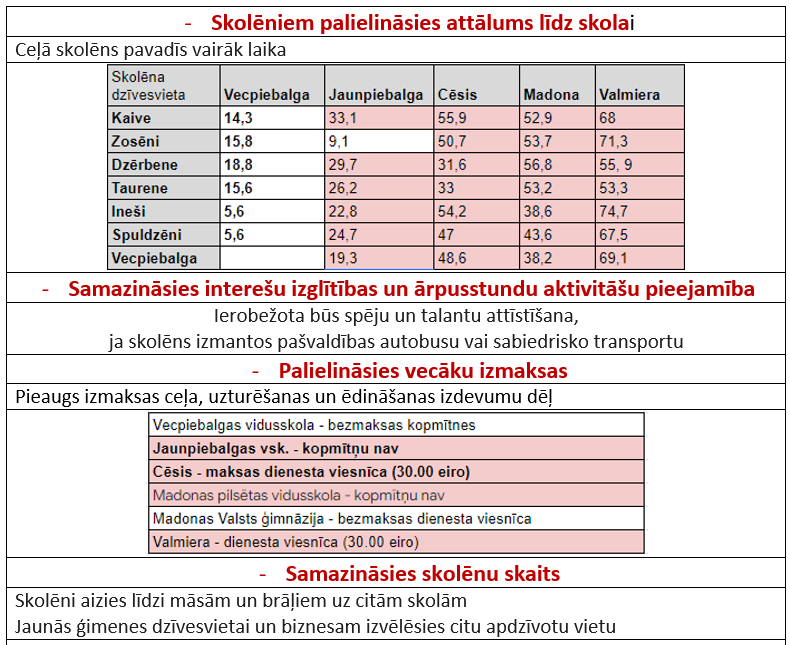 - Skolēniem palielināsies attālums līdz skolai
Ceļā skolēns pavadīs vairāk laika
Skolēna dzīvesvieta Vecpiebalga Jaunpiebalga Cēsis Madona Valmiera
Kaive 14,3 33,1 55,9 52,9 68
Zosēni 15,8 9,1 50,7 53,7 71,3
Dzērbene 18,8 29,7 31,6 56,8 55, 9
Taurene 15,6 26,2 33 53,2 53,3
Ineši 5,6 22,8 54,2 38,6 74,7
Spuldzēni 5,6 24,7 47 43,6 67,5
Vecpiebalga 19,3 48,6 38,2 69,1
- Samazināsies interešu izglītības un ārpusstundu aktivitāšu pieejamība
Ierobežota būs spēju un talantu attīstīšana,
ja skolēns izmantos pašvaldības autobusu vai sabiedrisko transportu
- Palielināsies vecāku izmaksas
Pieaugs izmaksas ceļa, uzturēšanas un ēdināšanas izdevumu dēļ
Vecpiebalgas vidusskola - bezmaksas kopmītnes
Jaunpiebalgas vsk. - kopmītņu nav
Cēsis - maksas dienesta viesnīca (30.00 eiro)
Madonas pilsētas vidusskola - kopmītņu nav
Madonas Valsts ģimnāzija - bezmaksas dienesta viesnīca
Valmiera - dienesta viesnīca (30.00 eiro)
- Samazināsies skolēnu skaits
Skolēni aizies līdzi māsām un brāļiem uz citām skolām
Jaunās ģimenes dzīvesvietai un biznesam izvēlēsies citu apdzīvotu vietu